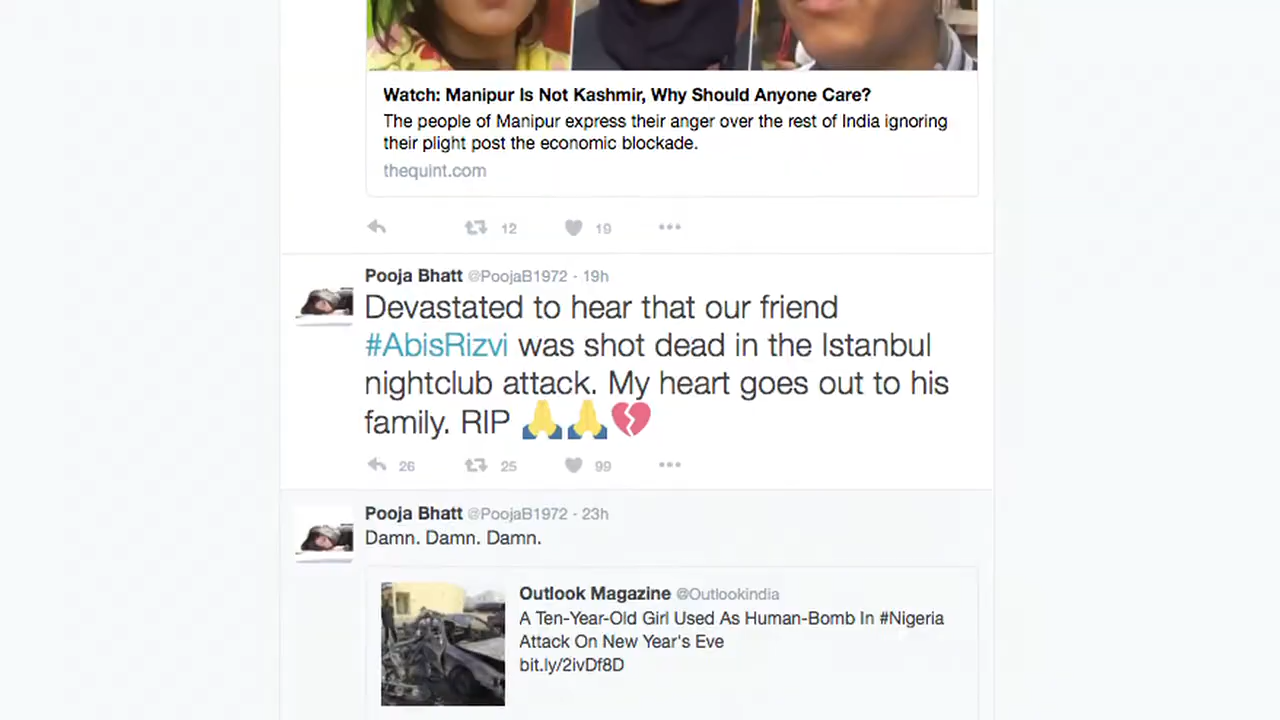 Watch: Manipur Is Not Kashmir, Why Should Anyone Care?
The people of Manipur express their anger over the rest of India ignoring
their plight post the economic blockade.
thequint.com
12 19
Pooja Bhatt @PoojaB1972 · 19h
Devastated to hear that our friend
#AbisRizvi was shot dead in the Istanbul
nightclub attack. My heart goes out to his
family. RIP 🙏🙏💔
26 25 99
Pooja Bhatt @PoojaB1972 · 23h
Damn. Damn. Damn.
Outlook Magazine @Outlookindia
A Ten-Year-Old Girl Used As Human-Bomb In #Nigeria
Attack On New Year's Eve
bit.ly/2ivDf8D